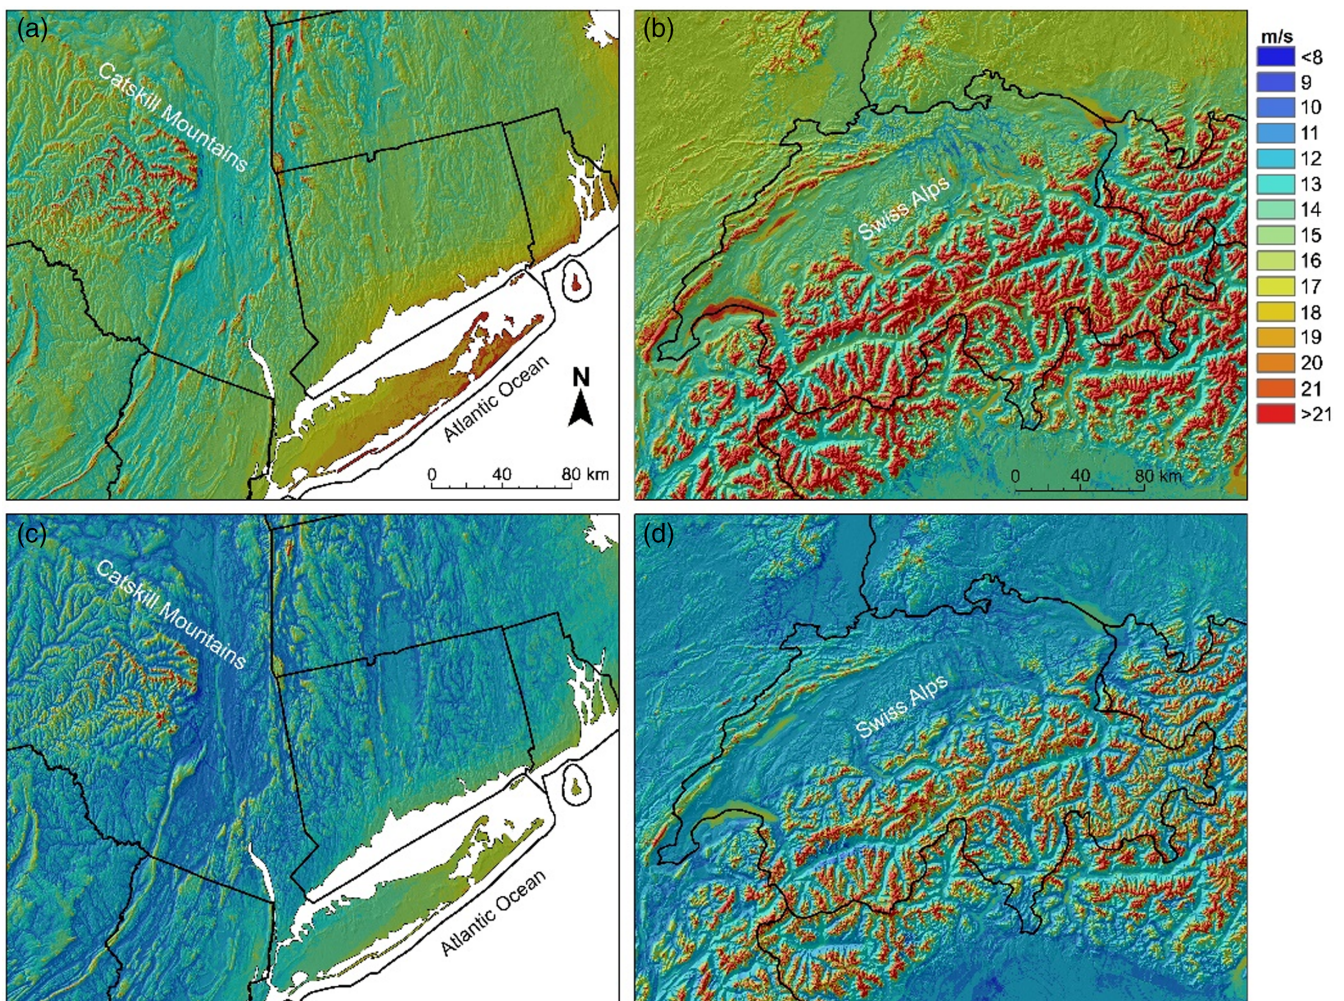 (a)
Catskill Mountains
Atlantic Ocean
N
0 40 80 km
(b)
Swiss Alps
0 40 80 km
m/s
<8
9
10
11
12
13
14
15
16
17
18
19
20
21
>21
(c)
Catskill Mountains
Atlantic Ocean
(d)
Swiss Alps